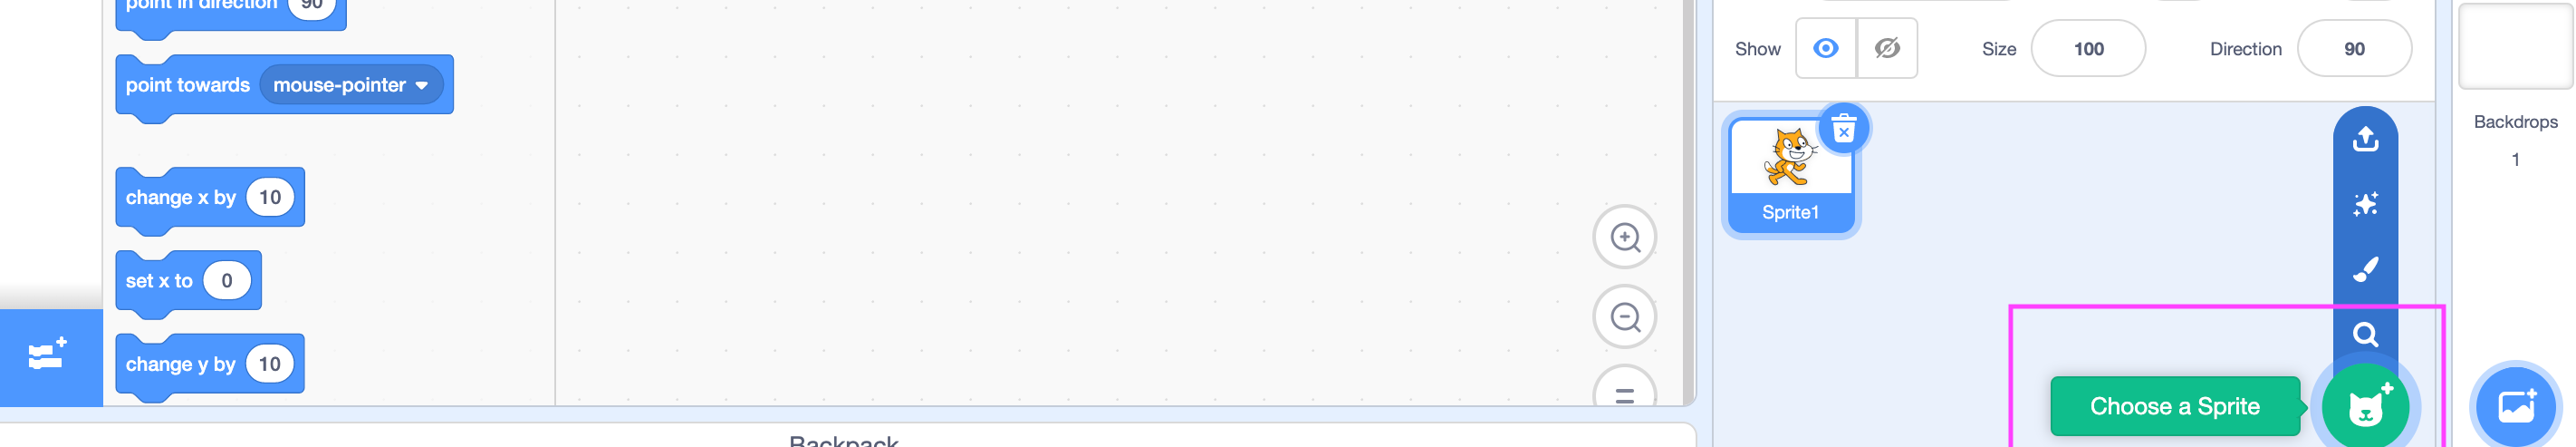 point in direction 90
point towards mouse-pointer
change x by 10
set x to 0
change y by 10
Backpack
Show
Size 100
Direction 90
Sprite1
Choose a Sprite
Backdrops
1